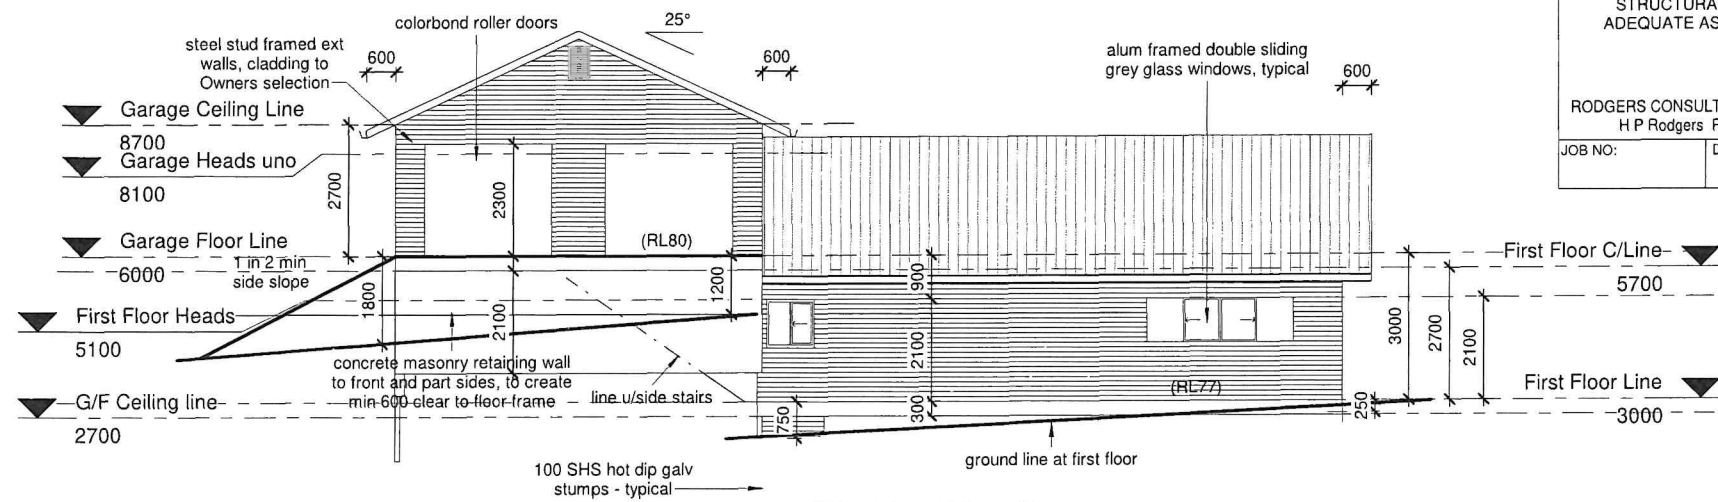 STRUCTURA
ADEQUATE AS
RODGERS CONSULT
H P Rodgers
JOB NO:
colorbond roller doors
25°
steel stud framed ext
walls, cladding to
Owners selection
600
600
alum framed double sliding
grey glass windows, typical
600
Garage Ceiling Line
8700
Garage Heads uno
8100
2700
2300
Garage Floor Line
6000
1 in 2 min
side slope
(RL80)
First Floor C/Line
5700
1800
2100
1200
900
2100
300
3000
2700
2100
First Floor Heads
5100
concrete masonry retaining wall
to front and part sides, to create
min 600 clear to floor frame
line u/side stairs
(RL77)
First Floor Line
3000
G/F Ceiling line
2700
750
250
ground line at first floor
100 SHS hot dip galv
stumps - typical